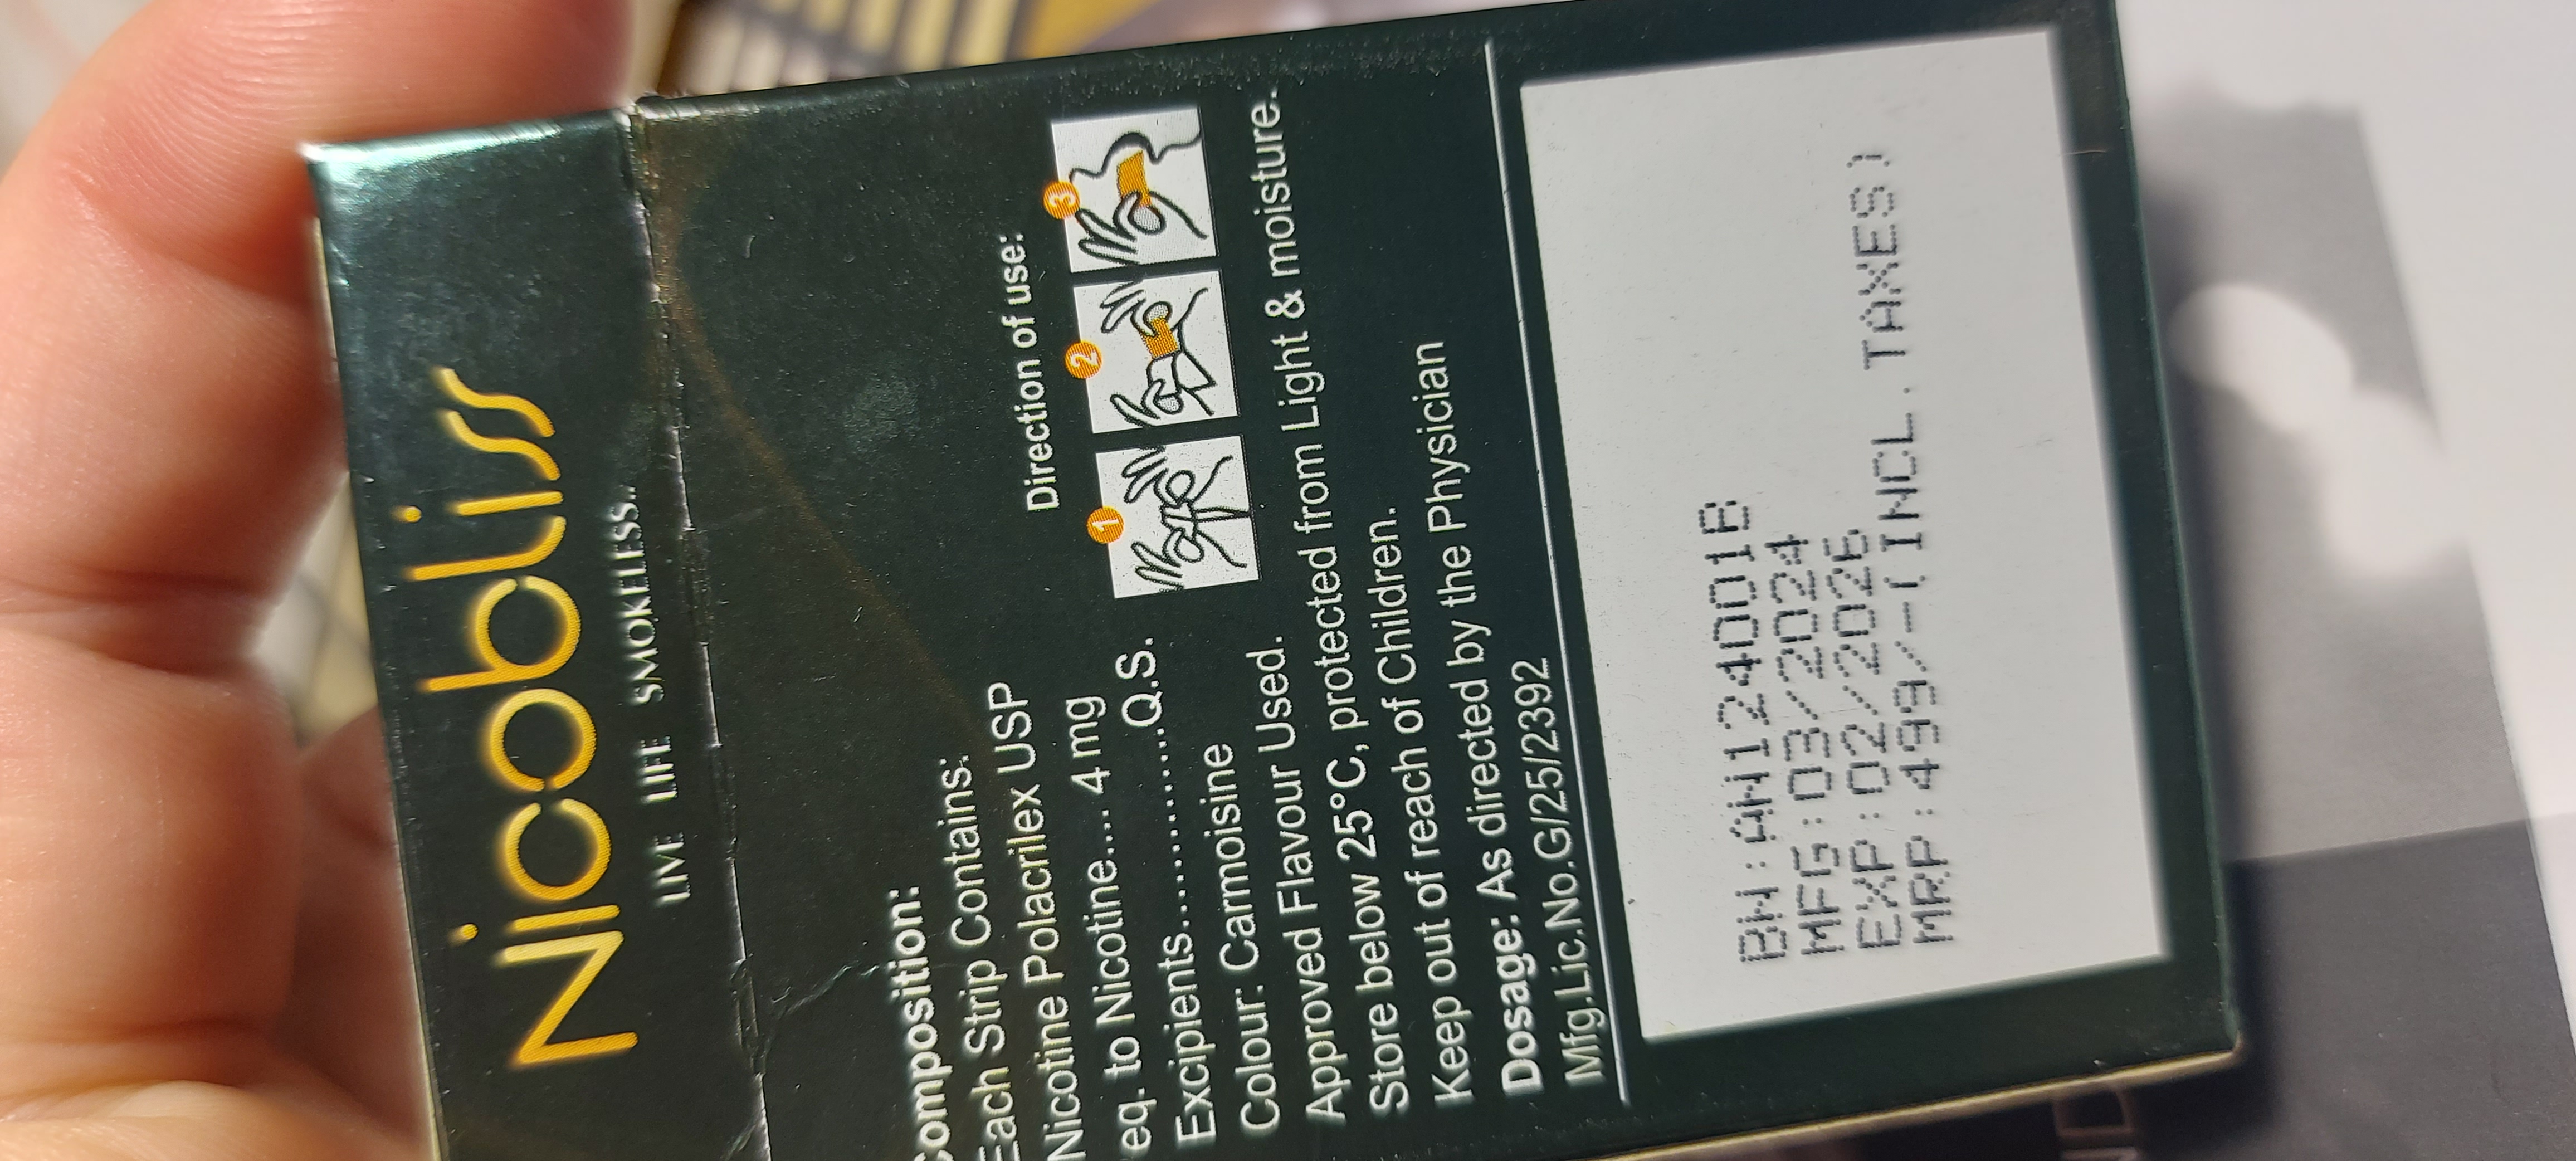 Nicobliss
LIVE LIFE SMOKELESS..
Composition:
Each Strip Contains:
Nicotine Polacrilex USP
eq. to Nicotine.... 4 mg
Excipients................Q.S.
Colour: Carmoisine
Approved Flavour Used.
Store below 25°C, protected from Light & moisture.
Keep out of reach of Children.
Dosage: As directed by the Physician
Mfg.Lic.No.G/25/2392
Direction of use:
1
2
3
BN:AN124001B
MFG:03/2024
EXP:02/2026
MRP:499/-(INCL.TAXES)